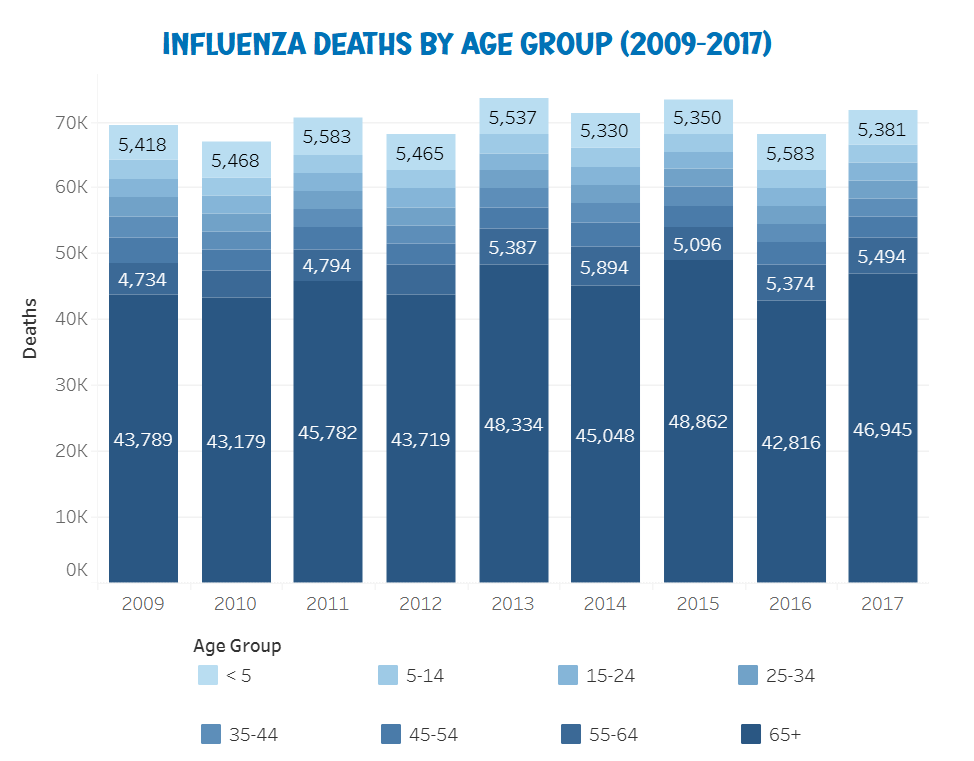 INFLUENZA DEATHS BY AGE GROUP (2009-2017)
70K
60K
50K
40K
30K
20K
10K
0K
Deaths
5,418
5,468
5,583
5,465
5,537
5,330
5,350
5,583
5,381
4,734
4,794
5,387
5,894
5,096
5,374
5,494
43,789
43,179
45,782
43,719
48,334
45,048
48,862
42,816
46,945
2009 2010 2011 2012 2013 2014 2015 2016 2017
Age Group
< 5 5-14 15-24 25-34
35-44 45-54 55-64 65+